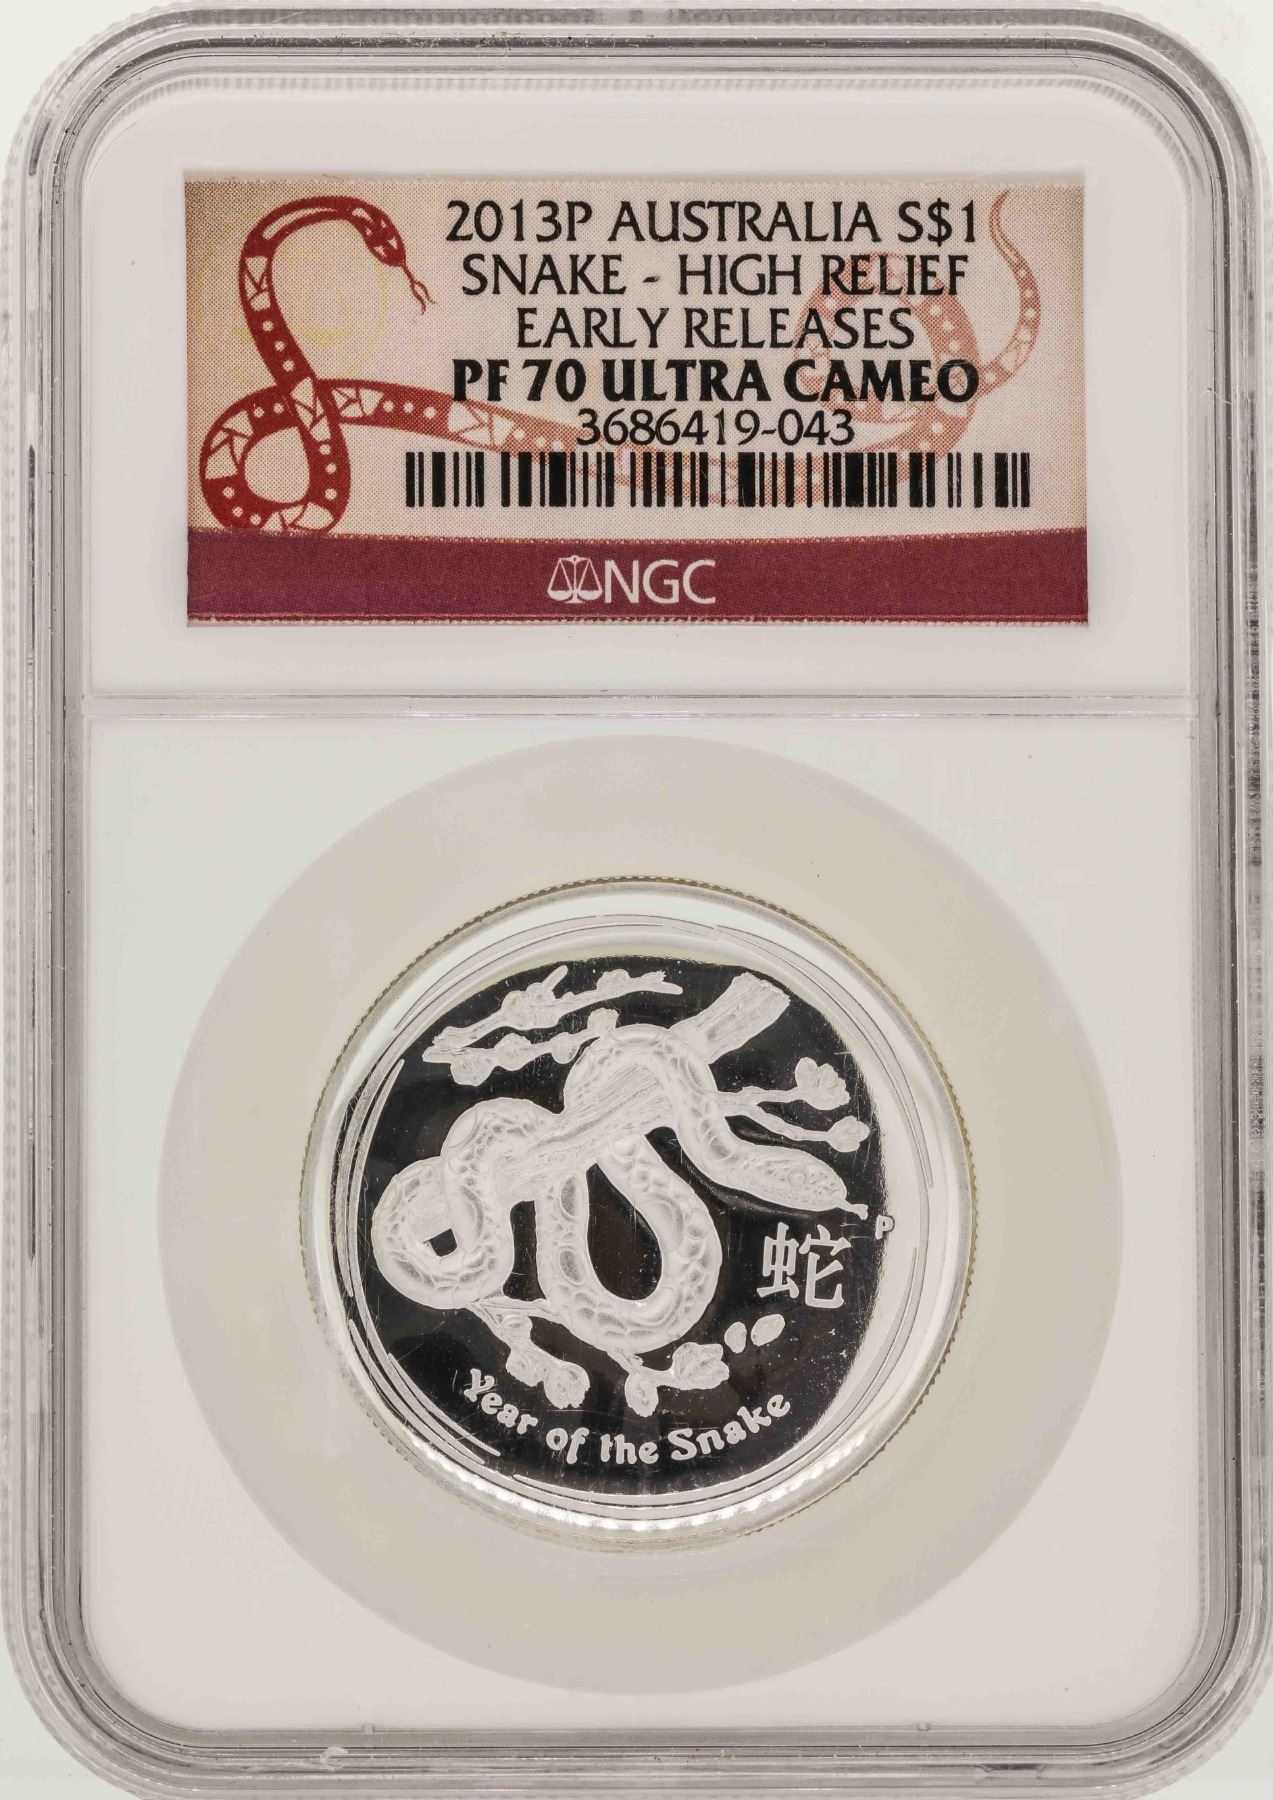 2013P AUSTRALIA S$1
SNAKE - HIGH RELIEF
EARLY RELEASES
PF 70 ULTRA CAMEO
3686419-043
NGC
P
蛇
Year of the Snake